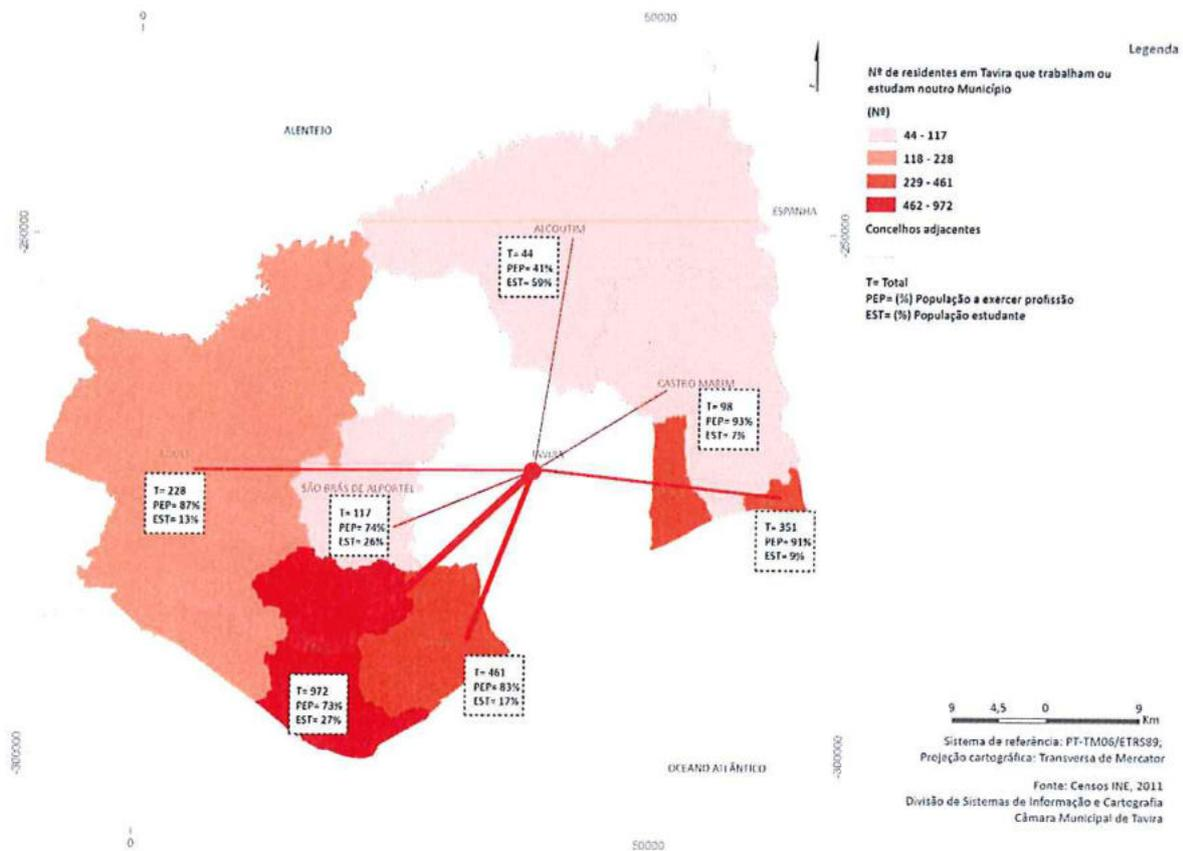 0
50000
Legenda
Nº de residentes em Tavira que trabalham ou
estudam noutro Município
(Nº)
44 - 117
118 - 228
229 - 461
462 - 972
Concelhos adjacentes
T= Total
PEP= (%) População a exercer profissão
EST= (%) População estudante
ALENTEJO
ESPANHA
-250000
-250000
ALCOUTIM
T= 44
PEP= 41%
EST= 59%
CASTRO MARIM
T= 98
PEP= 93%
EST= 7%
TAVIRA
LOULÉ
T= 228
PEP= 87%
EST= 13%
SÃO BRÁS DE ALPORTEL
T= 117
PEP= 74%
EST= 26%
T= 351
PEP= 91%
EST= 9%
T= 461
PEP= 83%
EST= 17%
T= 972
PEP= 73%
EST= 27%
-300000
-300000
OCEANO ATLÂNTICO
9 4,5 0 9
Km
Sistema de referência: PT-TM06/ETRS89;
Projeção cartográfica: Transversa de Mercator
Fonte: Censos INE, 2011
Divisão de Sistemas de Informação e Cartografia
Câmara Municipal de Tavira
0
50000